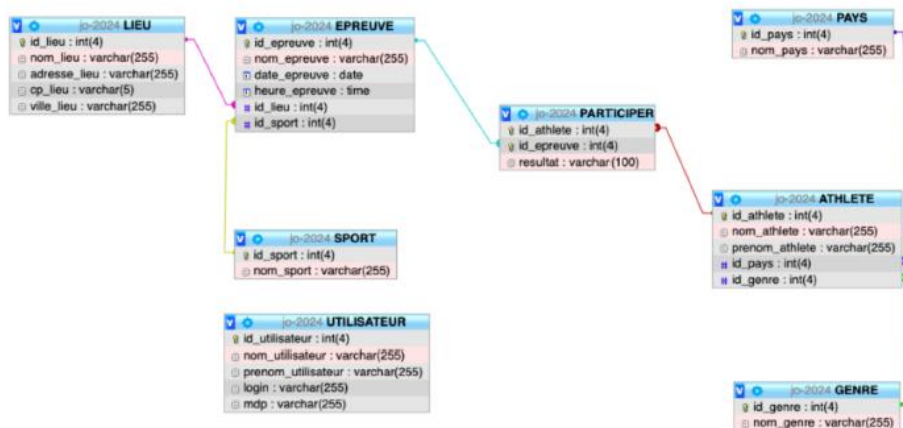 jo-2024 LIEU
id_lieu : int(4)
nom_lieu : varchar(255)
adresse_lieu : varchar(255)
cp_lieu : varchar(5)
ville_lieu : varchar(255)
jo-2024 EPREUVE
id_epreuve : int(4)
nom_epreuve : varchar(255)
date_epreuve : date
heure_epreuve : time
id_lieu : int(4)
id_sport : int(4)
jo-2024 PAYS
id_pays : int(4)
nom_pays : varchar(255)
jo-2024 PARTICIPER
id_athlete : int(4)
id_epreuve : int(4)
resultat : varchar(100)
jo-2024 ATHLETE
id_athlete : int(4)
nom_athlete : varchar(255)
prenom_athlete : varchar(255)
id_pays : int(4)
id_genre : int(4)
jo-2024 SPORT
id_sport : int(4)
nom_sport : varchar(255)
jo-2024 UTILISATEUR
id_utilisateur : int(4)
nom_utilisateur : varchar(255)
prenom_utilisateur : varchar(255)
login : varchar(255)
mdp : varchar(255)
jo-2024 GENRE
id_genre : int(4)
nom_genre : varchar(255)